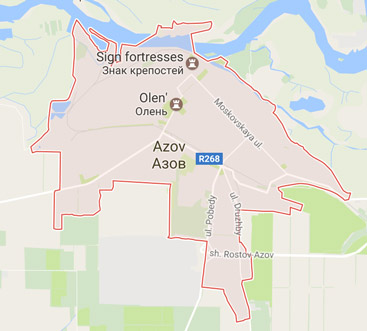 Sign fortresses
Знак крепостей
Olen'
Олень
Moskovskaya ul.
Azov
Азов
R268
ul. Pobedy
ul. Druzhby
sh. Rostov Azov